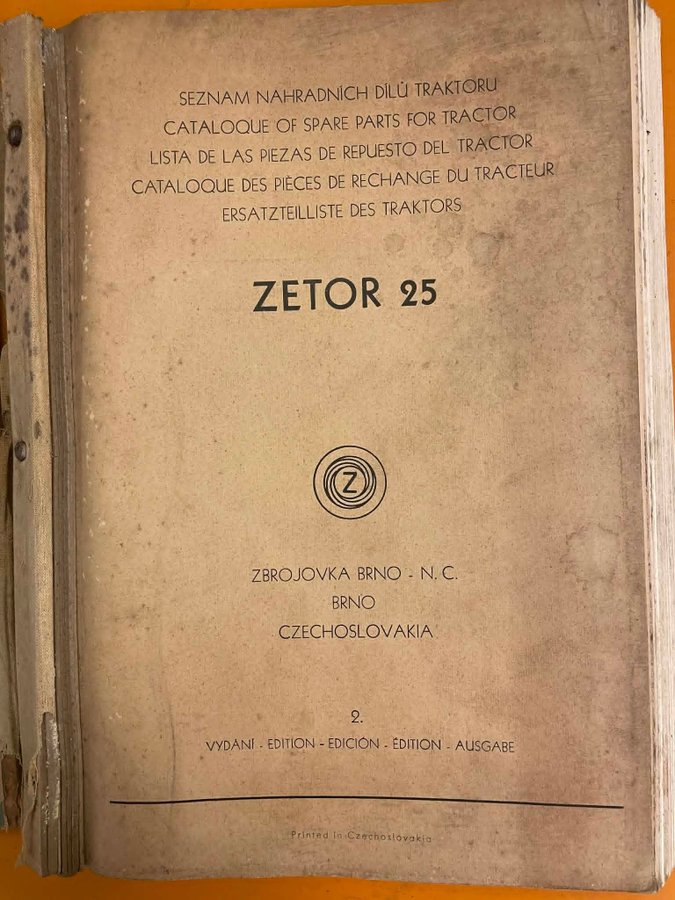 SEZNAM NAHRADNÍCH DÍLŮ TRAKTORU
CATALOQUE OF SPARE PARTS FOR TRACTOR
LISTA DE LAS PIEZAS DE REPUESTO DEL TRACTOR
CATALOQUE DES PIÈCES DE RECHANGE DU TRACTEUR
ERSATZTEILLISTE DES TRAKTORS
ZETOR 25
Z
ZBROJOVKA BRNO - N. C.
BRNO
CZECHOSLOVAKIA
2.
VYDÁNÍ - EDITION - EDICIÓN - ÉDITION - AUSGABE
Printed in Czechoslovakia